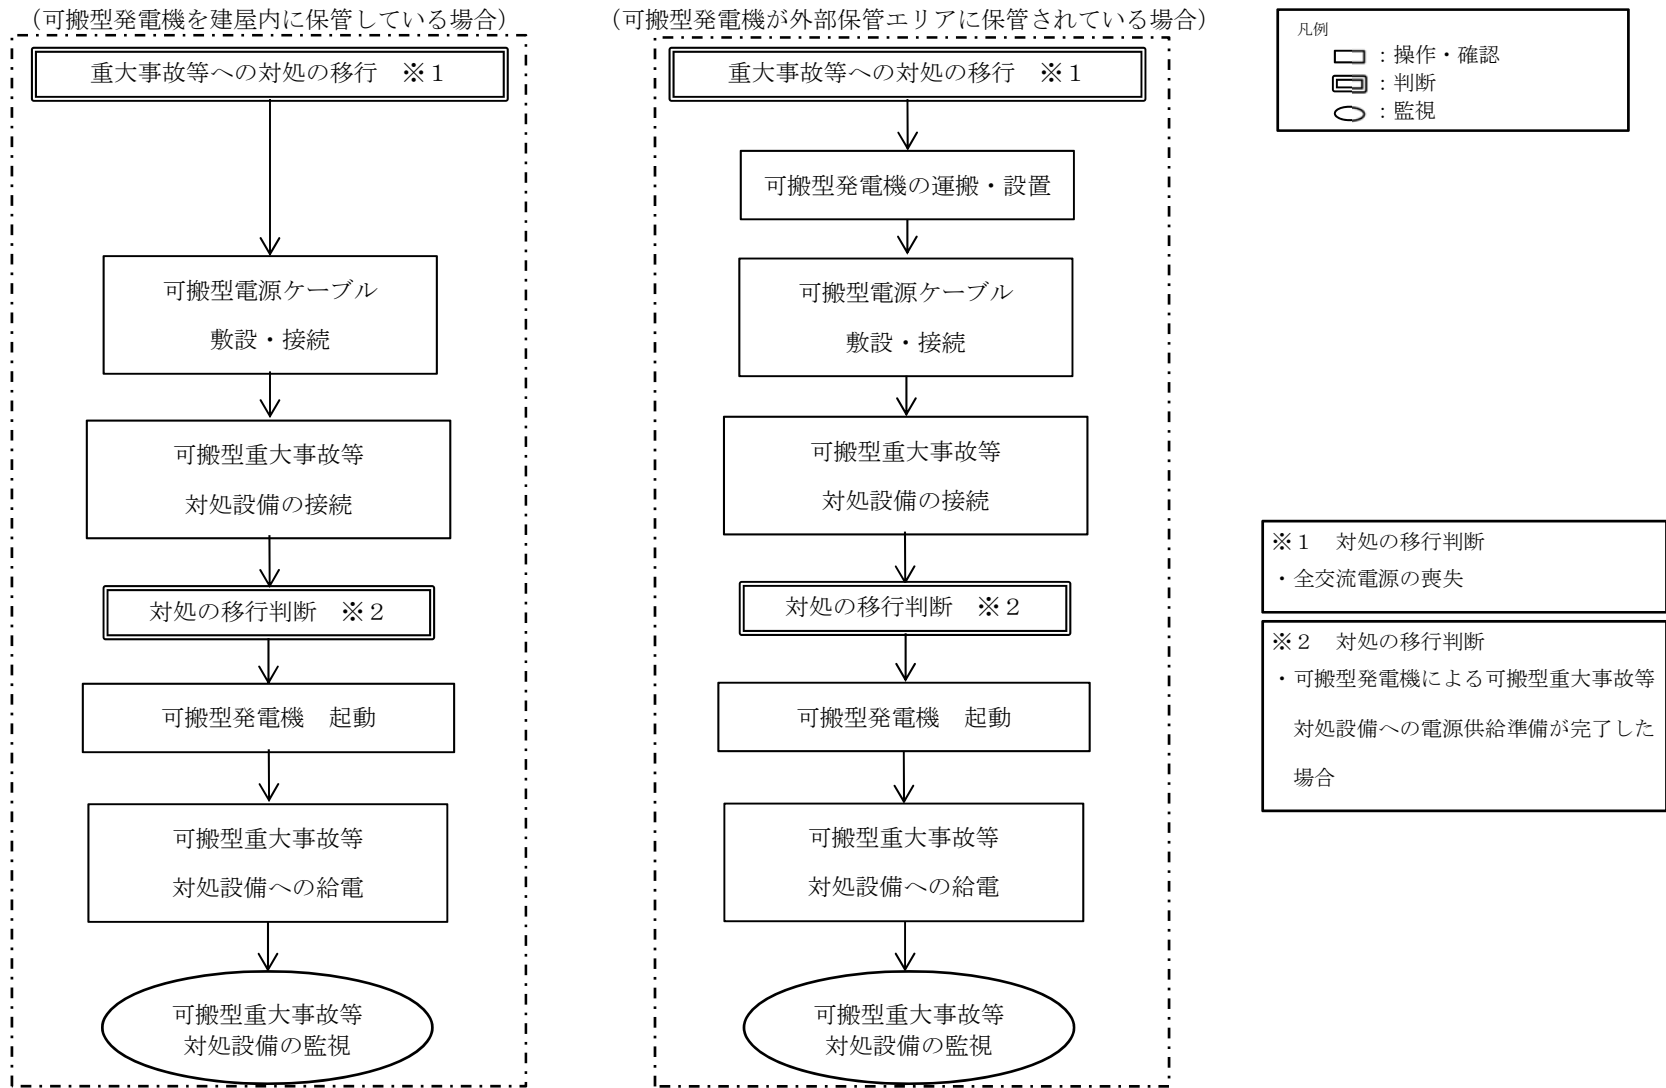 (可搬型発電機を建屋内に保管している場合)
重大事故等への対処の移行　※1
可搬型電源ケーブル
敷設・接続
可搬型重大事故等
対処設備の接続
対処の移行判断　※2
可搬型発電機　起動
可搬型重大事故等
対処設備への給電
可搬型重大事故等
対処設備の監視
(可搬型発電機が外部保管エリアに保管されている場合)
重大事故等への対処の移行　※1
可搬型発電機の運搬・設置
可搬型電源ケーブル
敷設・接続
可搬型重大事故等
対処設備の接続
対処の移行判断　※2
可搬型発電機　起動
可搬型重大事故等
対処設備への給電
可搬型重大事故等
対処設備の監視
凡例
：操作・確認
：判断
：監視
※1　対処の移行判断
・全交流電源の喪失
※2　対処の移行判断
・可搬型発電機による可搬型重大事故等
対処設備への電源供給準備が完了した
場合